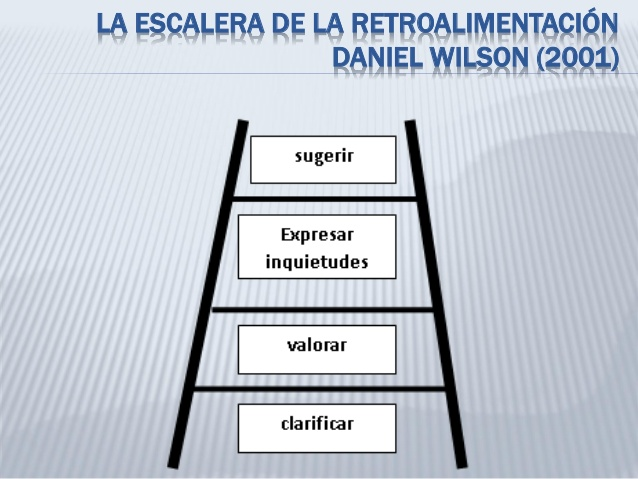 LA ESCALERA DE LA RETROALIMENTACIÓN
DANIEL WILSON (2001)
sugerir
Expresar
inquietudes
valorar
clarificar